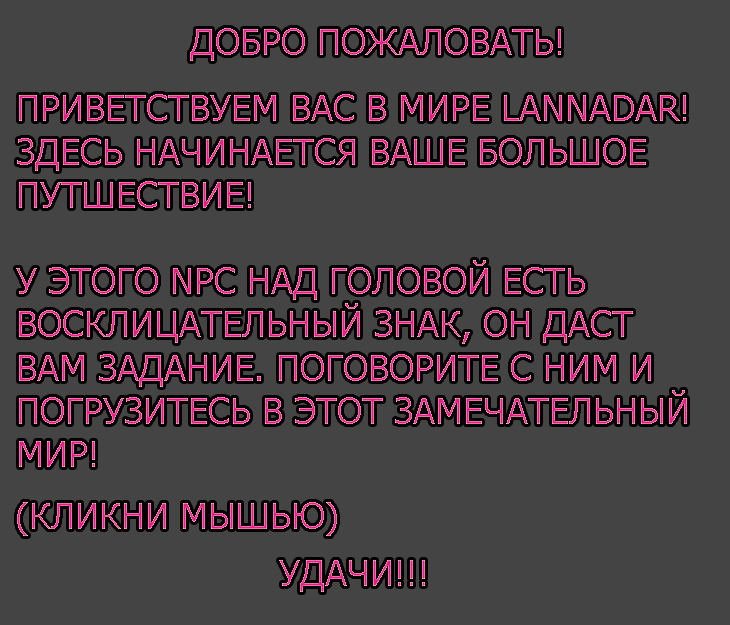 ДОБРО ПОЖАЛОВАТЬ!
ПРИВЕТСТВУЕМ ВАС В МИРЕ LANNADAR!
ЗДЕСЬ НАЧИНАЕТСЯ ВАШЕ БОЛЬШОЕ
ПУТШЕСТВИЕ!
У ЭТОГО NPC НАД ГОЛОВОЙ ЕСТЬ
ВОСКЛИЦАТЕЛЬНЫЙ ЗНАК, ОН ДАСТ
ВАМ ЗАДАНИЕ. ПОГОВОРИТЕ С НИМ И
ПОГРУЗИТЕСЬ В ЭТОТ ЗАМЕЧАТЕЛЬНЫЙ
МИР!
(КЛИКНИ МЫШЬЮ)
УДАЧИ!!!